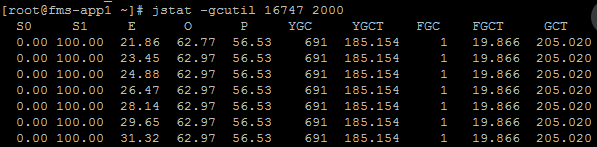 [root@fms-app1 ~]# jstat -gcutil 16747 2000
S0 S1 E O P YGC YGCT FGC FGCT GCT
0.00 100.00 21.86 62.77 56.53 691 185.154 1 19.866 205.020
0.00 100.00 23.45 62.97 56.53 691 185.154 1 19.866 205.020
0.00 100.00 24.88 62.97 56.53 691 185.154 1 19.866 205.020
0.00 100.00 26.47 62.97 56.53 691 185.154 1 19.866 205.020
0.00 100.00 28.14 62.97 56.53 691 185.154 1 19.866 205.020
0.00 100.00 29.65 62.97 56.53 691 185.154 1 19.866 205.020
0.00 100.00 31.32 62.97 56.53 691 185.154 1 19.866 205.020